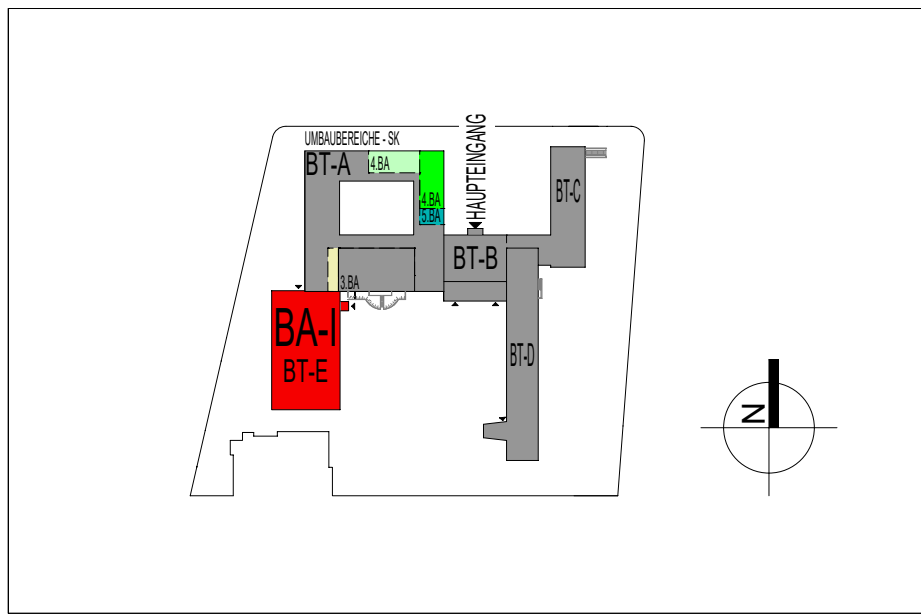 UMBAUBEREICHE - SK
BT-A
4.BA
4.BA
5.BA
HAUPTEINGANG
BT-C
BT-B
3.BA
BA-I
BT-E
BT-D
N